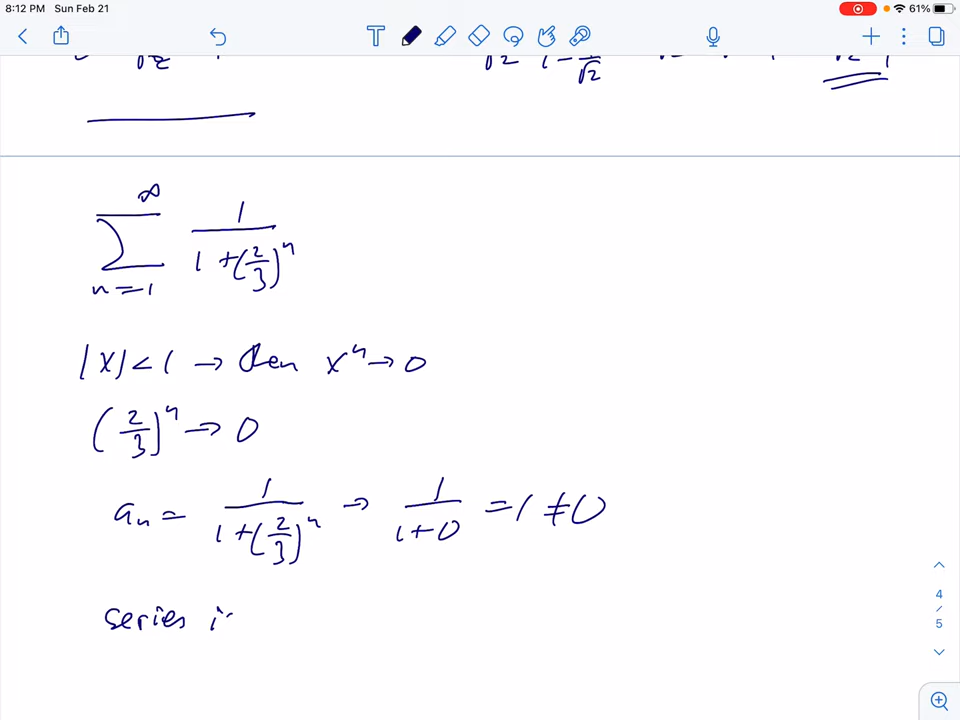 8:12 PM Sun Feb 21
61%
T
∞
∑ 1/(1+(2/3)^n)
n=1
|x|<1 → then x^n → 0
(2/3)^n → 0
a_n = 1/(1+(2/3)^n) → 1/(1+0) = 1 ≠ 0
series i
4
/
5